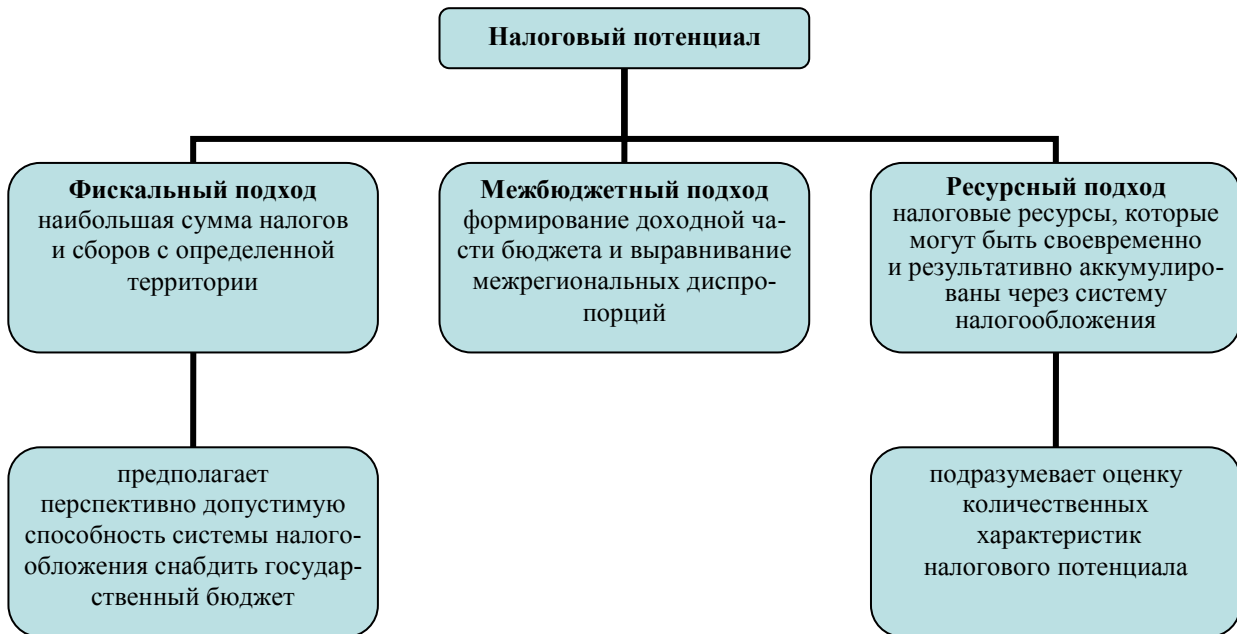 Налоговый потенциал
Фискальный подход
наибольшая сумма налогов
и сборов с определенной
территории
Межбюджетный подход
формирование доходной ча-
сти бюджета и выравнивание
межрегиональных диспро-
порций
Ресурсный подход
налоговые ресурсы, которые
могут быть своевременно
и результативно аккумулиро-
ваны через систему
налогообложения
предполагает
перспективно допустимую
способность системы налого-
обложения снабдить государ-
ственный бюджет
подразумевает оценку
количественных
характеристик
налогового потенциала